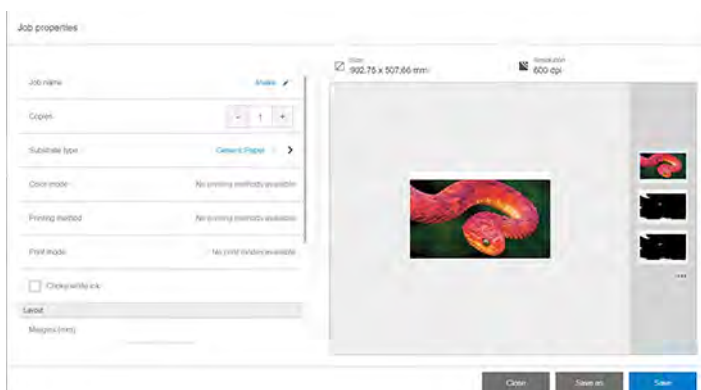 Job properties
Size
902.75 x 507.66 mm
Resolution
600 dpi
Job name
Copies
- 1 +
Substrate type
Generic Paper
Color mode
No printing methods available
Printing method
No printing methods available
Print mode
No print modes available
white ink
Layout
Margins (mm)
Close
Save as
Save